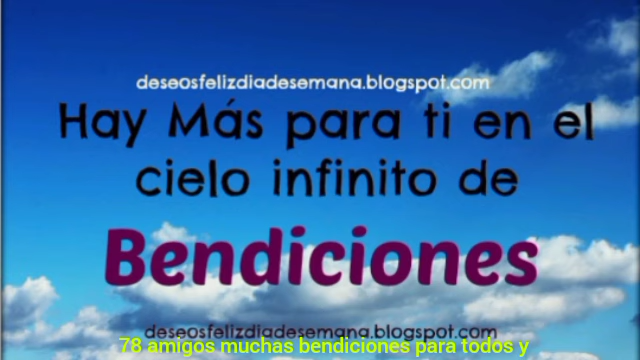 deseosfelizdiadesemana.blogspot.com
Hay Más para ti en el
cielo infinito de
Bendiciones
deseosfelizdiadesemana.blogspot.com
78 amigos muchas bendiciones para todos y